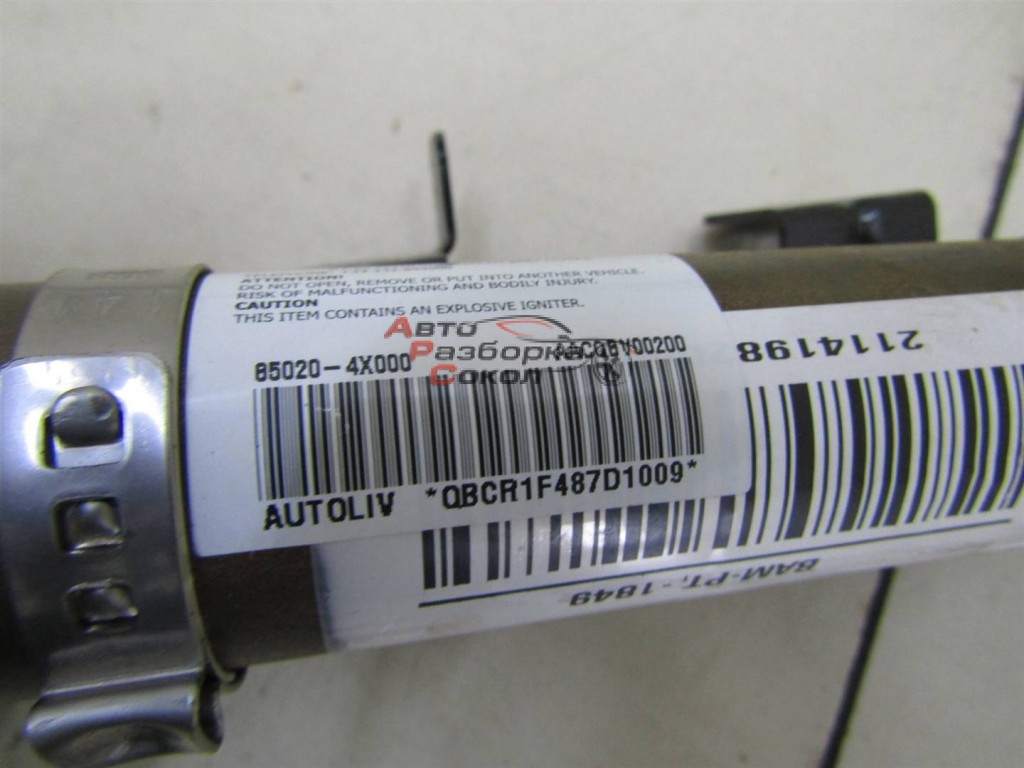 ATTENTION!
DO NOT OPEN, REMOVE OR PUT INTO ANOTHER VEHICLE.
RISK OF MALFUNCTIONING AND BODILY INJURY.
CAUTION
THIS ITEM CONTAINS AN EXPLOSIVE IGNITER.
Авто
Разборка
Сокол
85020-4X000
AUTOLIV *QBCR1F487D1009*
2114198
BAM-PT,-1849